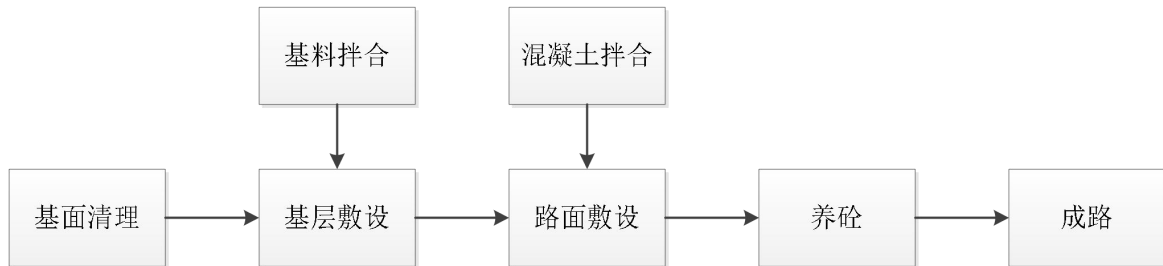 基料拌合
混凝土拌合
基面清理
基层敷设
路面敷设
养砼
成路